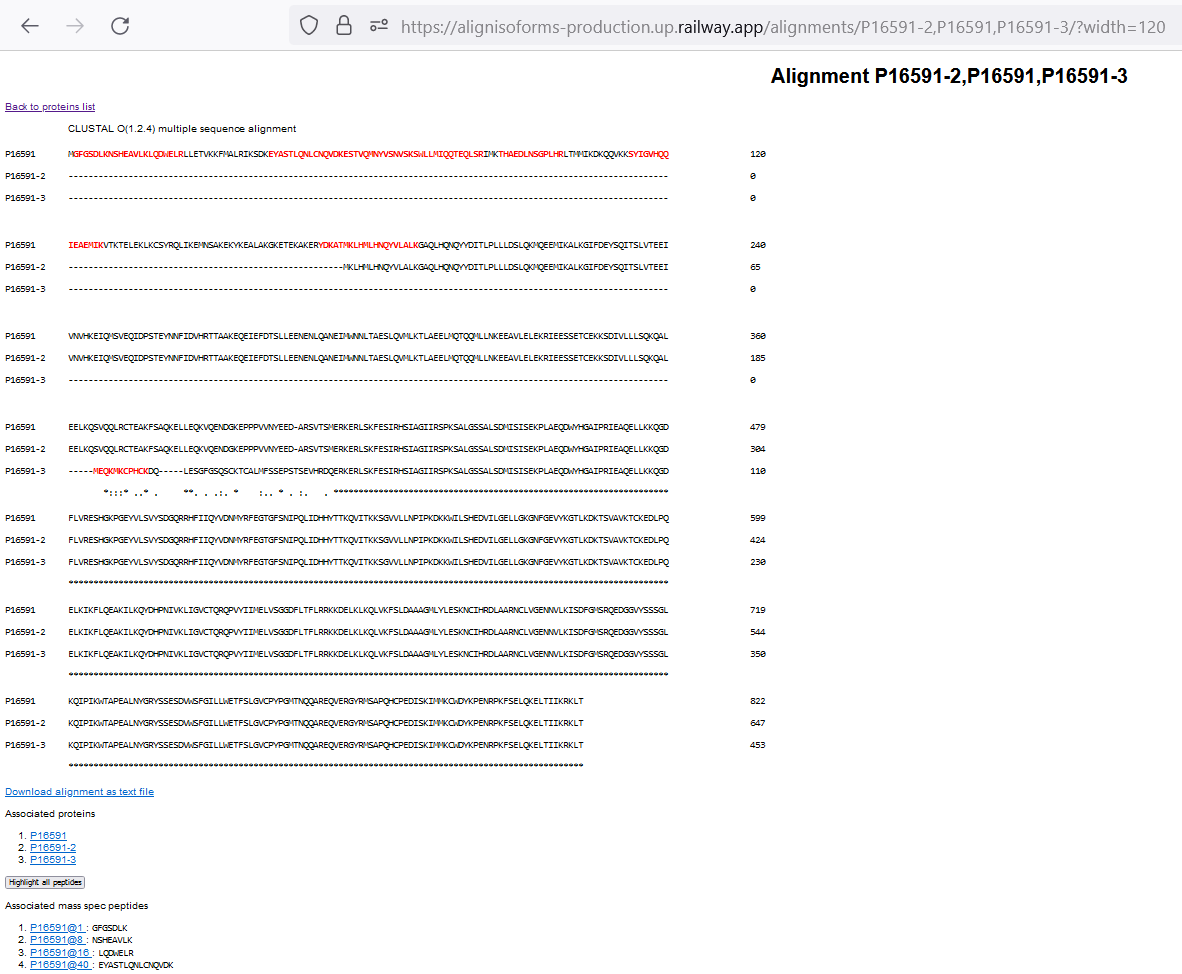 https://alignisoforms-production.up.railway.app/alignments/P16591-2,P16591,P16591-3/?width=120
Alignment P16591-2,P16591,P16591-3
Back to proteins list
CLUSTAL O(1.2.4) multiple sequence alignment
P16591 MGFGSDLKNSHEAVLKLQDWELRLLETVKKFMALRIKSDKEYASTLQNLCNQVDKESTVQMNYVSNVSKSWLLMIQQTEQLSRIMKTHAEDLNSGPLHRLTMMIKDKQQVKKSYIGVHQQ 120
P16591-2 ------------------------------------------------------------------------------------------------------------------------ 0
P16591-3 ------------------------------------------------------------------------------------------------------------------------ 0
P16591 IEAEMIKVTKTELEKLKCSYRQLIKEMNSAKEKYKEALAKGKETEKAKERYDKATMKLHMLHNQYVLALKGAQLHQNQYYDITLPLLLDSLQKMQEEMIKALKGIFDEYSQITSLVTEEI 240
P16591-2 -------------------------------------------------------MKLHMLHNQYVLALKGAQLHQNQYYDITLPLLLDSLQKMQEEMIKALKGIFDEYSQITSLVTEEI 65
P16591-3 ------------------------------------------------------------------------------------------------------------------------ 0
P16591 VNVHKEIQMSVEQIDPSTEYNNFIDVHRTTAAKEQEIEFDTSLLEENENLQANEIMWNNLTAESLQVMLKTLAEELMQTQQMLLNKEEAVLELEKRIEESSETCEKKSDIVLLLSQKQAL 360
P16591-2 VNVHKEIQMSVEQIDPSTEYNNFIDVHRTTAAKEQEIEFDTSLLEENENLQANEIMWNNLTAESLQVMLKTLAEELMQTQQMLLNKEEAVLELEKRIEESSETCEKKSDIVLLLSQKQAL 185
P16591-3 ------------------------------------------------------------------------------------------------------------------------ 0
P16591 EELKQSVQQLRCTEAKFSAQKELLEQKVQENDGKEPPPVVNYEED-ARSVTSMERKERLSKFESIRHSIAGIIRSPKSALGSSALSDMISISEKPLAEQDWYHGAIPRIEAQELLKKQGD 479
P16591-2 EELKQSVQQLRCTEAKFSAQKELLEQKVQENDGKEPPPVVNYEED-ARSVTSMERKERLSKFESIRHSIAGIIRSPKSALGSSALSDMISISEKPLAEQDWYHGAIPRIEAQELLKKQGD 304
P16591-3 -----MEQKMKCPHCKDQ-----LESGFGSQSCKTCALMFSSEPSTSEVHRDQERKERLSKFESIRHSIAGIIRSPKSALGSSALSDMISISEKPLAEQDWYHGAIPRIEAQELLKKQGD 110
*:::* ..* . **. . .:. * :.. * . :. . *******************************************************************
P16591 FLVRESHGKPGEYVLSVYSDGQRRHFIIQYVDNMYRFEGTGFSNIPQLIDHHYTTKQVITKKSGVVLLNPIPKDKKWILSHEDVILGELLGKGNFGEVYKGTLKDKTSVAVKTCKEDLPQ 599
P16591-2 FLVRESHGKPGEYVLSVYSDGQRRHFIIQYVDNMYRFEGTGFSNIPQLIDHHYTTKQVITKKSGVVLLNPIPKDKKWILSHEDVILGELLGKGNFGEVYKGTLKDKTSVAVKTCKEDLPQ 424
P16591-3 FLVRESHGKPGEYVLSVYSDGQRRHFIIQYVDNMYRFEGTGFSNIPQLIDHHYTTKQVITKKSGVVLLNPIPKDKKWILSHEDVILGELLGKGNFGEVYKGTLKDKTSVAVKTCKEDLPQ 230
************************************************************************************************************************
P16591 ELKIKFLQEAKILKQYDHPNIVKLIGVCTQRQPVYIIMELVSGGDFLTFLRRKKDELKLKQLVKFSLDAAAGMLYLESKNCIHRDLAARNCLVGENNVLKISDFGMSRQEDGGVYSSSGL 719
P16591-2 ELKIKFLQEAKILKQYDHPNIVKLIGVCTQRQPVYIIMELVSGGDFLTFLRRKKDELKLKQLVKFSLDAAAGMLYLESKNCIHRDLAARNCLVGENNVLKISDFGMSRQEDGGVYSSSGL 544
P16591-3 ELKIKFLQEAKILKQYDHPNIVKLIGVCTQRQPVYIIMELVSGGDFLTFLRRKKDELKLKQLVKFSLDAAAGMLYLESKNCIHRDLAARNCLVGENNVLKISDFGMSRQEDGGVYSSSGL 350
************************************************************************************************************************
P16591 KQIPIKWTAPEALNYGRYSSESDVWSFGILLWETFSLGVCPYPGMTNQQAREQVERGYRMSAPQHCPEDISKIMMKCWDYKPENRPKFSELQKELTIIKRKLT 822
P16591-2 KQIPIKWTAPEALNYGRYSSESDVWSFGILLWETFSLGVCPYPGMTNQQAREQVERGYRMSAPQHCPEDISKIMMKCWDYKPENRPKFSELQKELTIIKRKLT 647
P16591-3 KQIPIKWTAPEALNYGRYSSESDVWSFGILLWETFSLGVCPYPGMTNQQAREQVERGYRMSAPQHCPEDISKIMMKCWDYKPENRPKFSELQKELTIIKRKLT 453
*******************************************************************************************************
Download alignment as text file
Associated proteins
1. P16591
2. P16591-2
3. P16591-3
Highlight all peptides
Associated mass spec peptides
1. P16591@1 : GFGSDLK
2. P16591@8 : NSHEAVLK
3. P16591@16 : LQDWELR
4. P16591@40 : EYASTLQNLCNQVDK